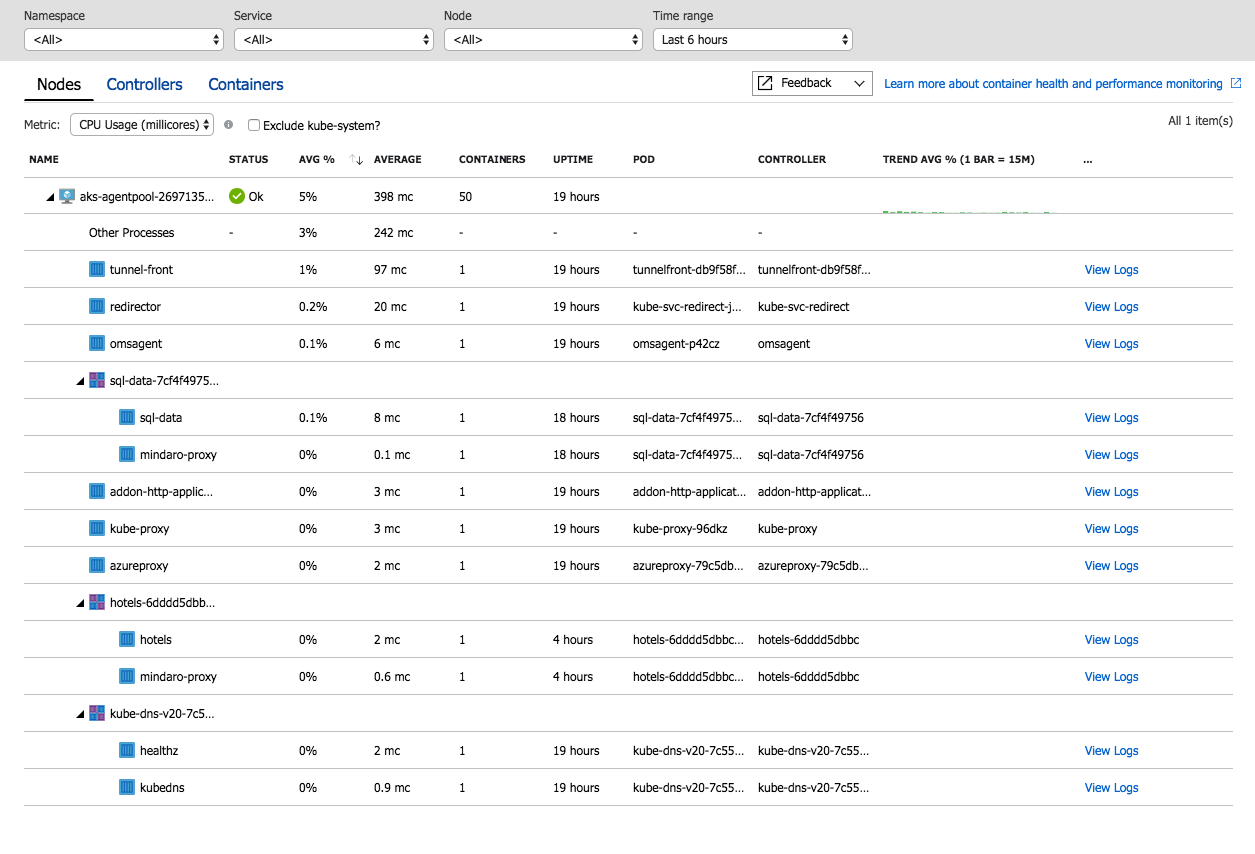 Namespace Service Node Time range
<All> <All> <All> Last 6 hours
Nodes Controllers Containers Feedback Learn more about container health and performance monitoring
Metric: CPU Usage (millicores) Exclude kube-system? All 1 item(s)
NAME STATUS AVG % AVERAGE CONTAINERS UPTIME POD CONTROLLER TREND AVG % (1 BAR = 15M) ...
aks-agentpool-2697135... Ok 5% 398 mc 50 19 hours
Other Processes - 3% 242 mc - - - -
tunnel-front 1% 97 mc 1 19 hours tunnelfront-db9f58f... tunnelfront-db9f58f... View Logs
redirector 0.2% 20 mc 1 19 hours kube-svc-redirect-j... kube-svc-redirect View Logs
omsagent 0.1% 6 mc 1 19 hours omsagent-p42cz omsagent View Logs
sql-data-7cf4f4975...
sql-data 0.1% 8 mc 1 18 hours sql-data-7cf4f4975... sql-data-7cf4f49756 View Logs
mindaro-proxy 0% 0.1 mc 1 18 hours sql-data-7cf4f4975... sql-data-7cf4f49756 View Logs
addon-http-applic... 0% 3 mc 1 19 hours addon-http-applicat... addon-http-applicat... View Logs
kube-proxy 0% 3 mc 1 19 hours kube-proxy-96dkz kube-proxy View Logs
azureproxy 0% 2 mc 1 19 hours azureproxy-79c5db... azureproxy-79c5db... View Logs
hotels-6dddd5dbb...
hotels 0% 2 mc 1 4 hours hotels-6dddd5dbbc... hotels-6dddd5dbbc View Logs
mindaro-proxy 0% 0.6 mc 1 4 hours hotels-6dddd5dbbc... hotels-6dddd5dbbc View Logs
kube-dns-v20-7c5...
healthz 0% 2 mc 1 19 hours kube-dns-v20-7c55... kube-dns-v20-7c55... View Logs
kubedns 0% 0.9 mc 1 19 hours kube-dns-v20-7c55... kube-dns-v20-7c55... View Logs